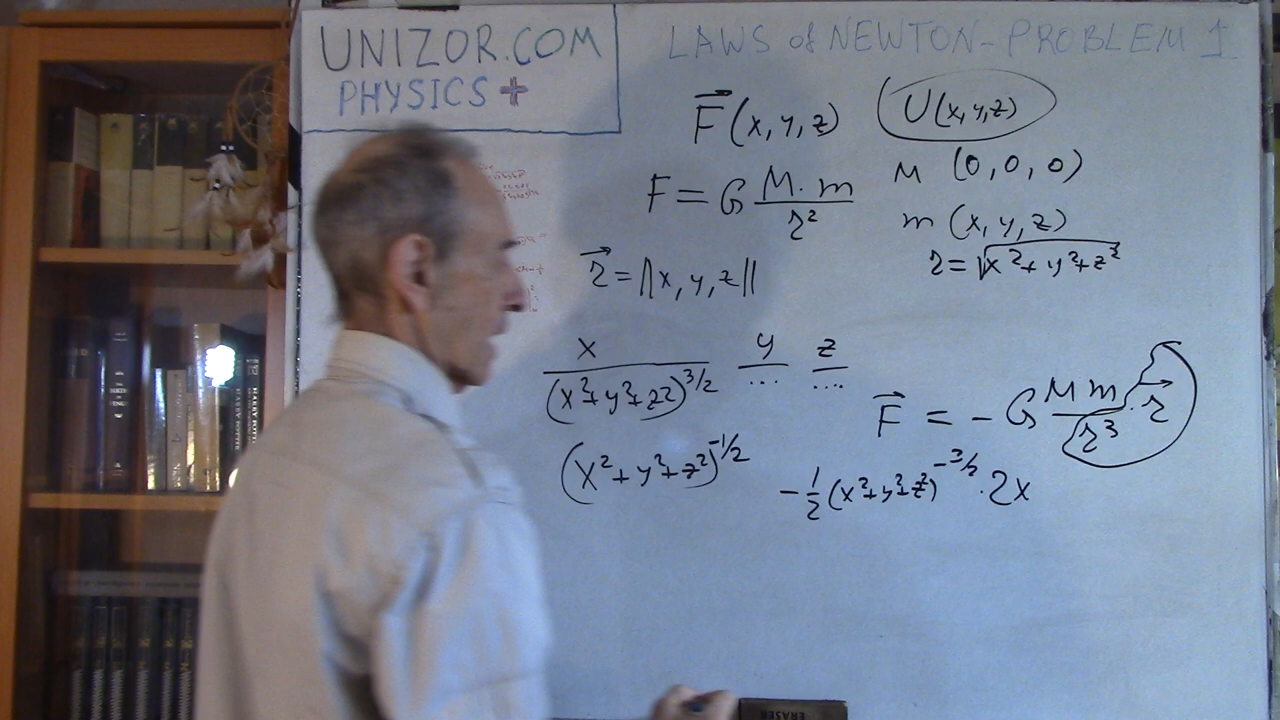 UNIZOR.COM
PHYSICS +
LAWS of NEWTON - PROBLEM 1
F⃗ (x, y, z)
U(x, y, z)
F = G M·m / r²
M (0, 0, 0)
m (x, y, z)
r = √x²+y²+z²
r⃗ = ||x, y, z||
x / (x²+y²+z²)^3/2   y / ...   z / ....
F⃗ = -G Mm / r³ · r⃗
(x²+y²+z²)^-1/2
-1/2 (x²+y²+z²)^-3/2 · 2x
ERASER